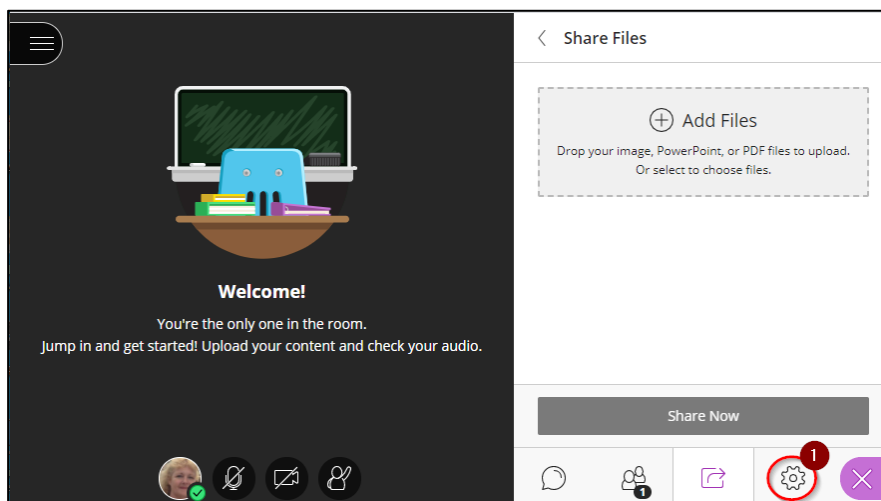 Share Files
Add Files
Drop your image, PowerPoint, or PDF files to upload.
Or select to choose files.
Welcome!
You're the only one in the room.
Jump in and get started! Upload your content and check your audio.
Share Now
1
1